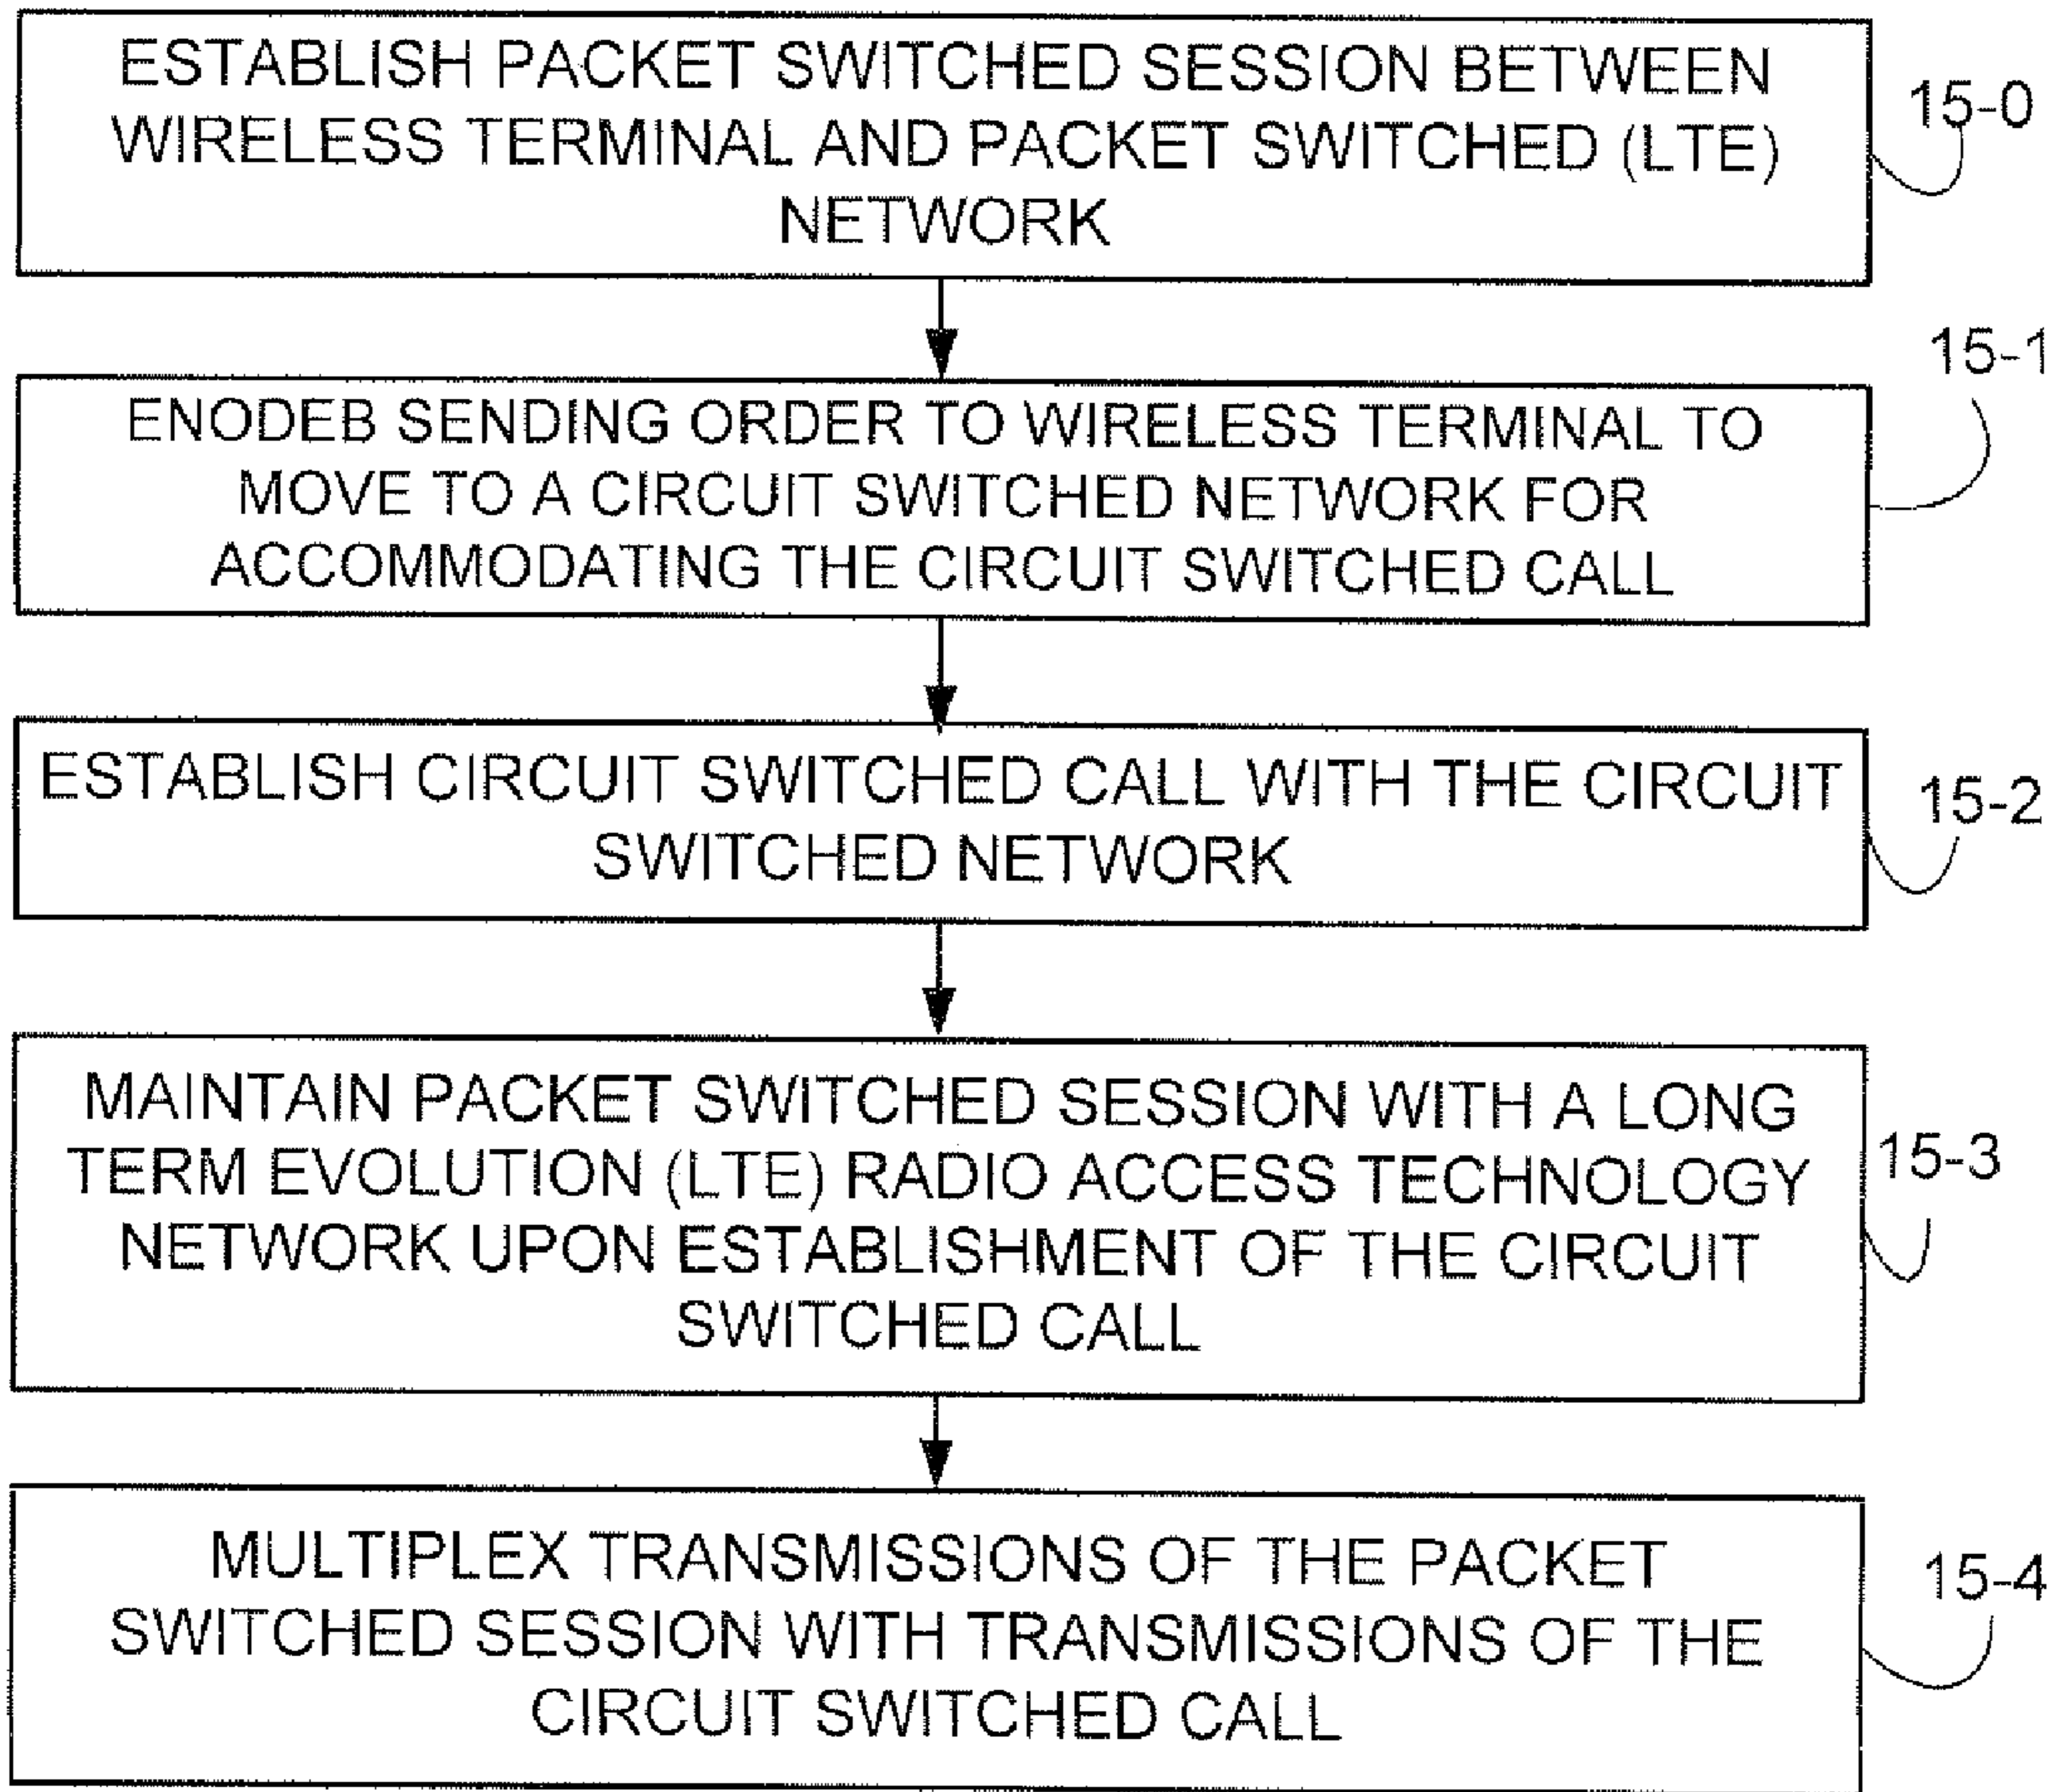 ESTABLISH PACKET SWITCHED SESSION BETWEEN
WIRELESS TERMINAL AND PACKET SWITCHED (LTE)
NETWORK
15-0
ENODEB SENDING ORDER TO WIRELESS TERMINAL TO
MOVE TO A CIRCUIT SWITCHED NETWORK FOR
ACCOMMODATING THE CIRCUIT SWITCHED CALL
15-1
ESTABLISH CIRCUIT SWITCHED CALL WITH THE CIRCUIT
SWITCHED NETWORK
15-2
MAINTAIN PACKET SWITCHED SESSION WITH A LONG
TERM EVOLUTION (LTE) RADIO ACCESS TECHNOLOGY
NETWORK UPON ESTABLISHMENT OF THE CIRCUIT
SWITCHED CALL
15-3
MULTIPLEX TRANSMISSIONS OF THE PACKET
SWITCHED SESSION WITH TRANSMISSIONS OF THE
CIRCUIT SWITCHED CALL
15-4